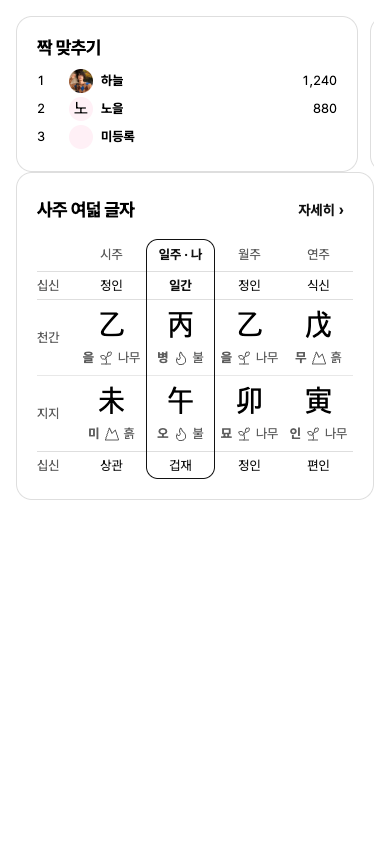 짝 맞추기
1 하늘 1,240
2 노 노을 880
3 미등록
사주 여덟 글자 자세히 ›
시주 일주 · 나 월주 연주
십신 정인 일간 정인 식신
천간 乙 丙 乙 戊
을 나무 병 불 을 나무 무 흙
지지 未 午 卯 寅
미 흙 오 불 묘 나무 인 나무
십신 상관 겁재 정인 편인